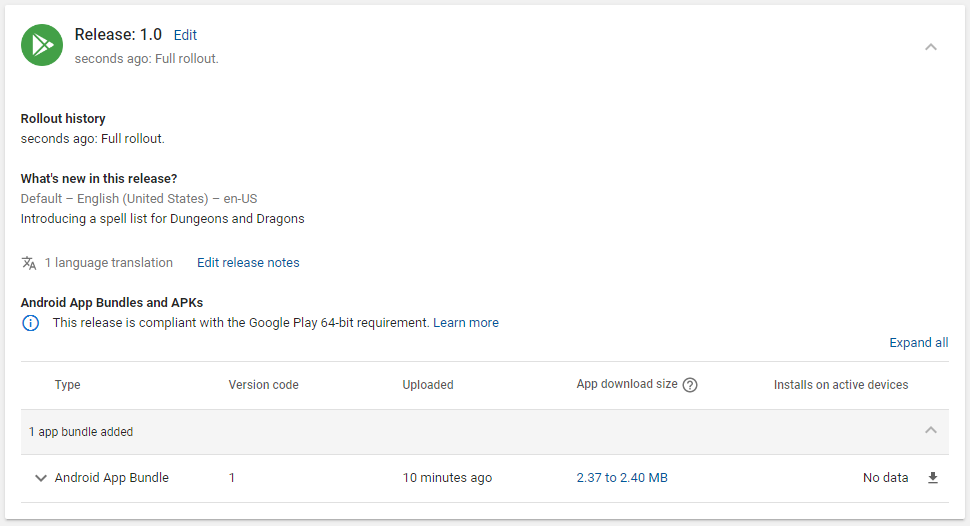 Release: 1.0 Edit
seconds ago: Full rollout.
Rollout history
seconds ago: Full rollout.
What's new in this release?
Default – English (United States) – en-US
Introducing a spell list for Dungeons and Dragons
1 language translation Edit release notes
Android App Bundles and APKs
This release is compliant with the Google Play 64-bit requirement. Learn more
Expand all
Type Version code Uploaded App download size Installs on active devices
1 app bundle added
Android App Bundle 1 10 minutes ago 2.37 to 2.40 MB No data